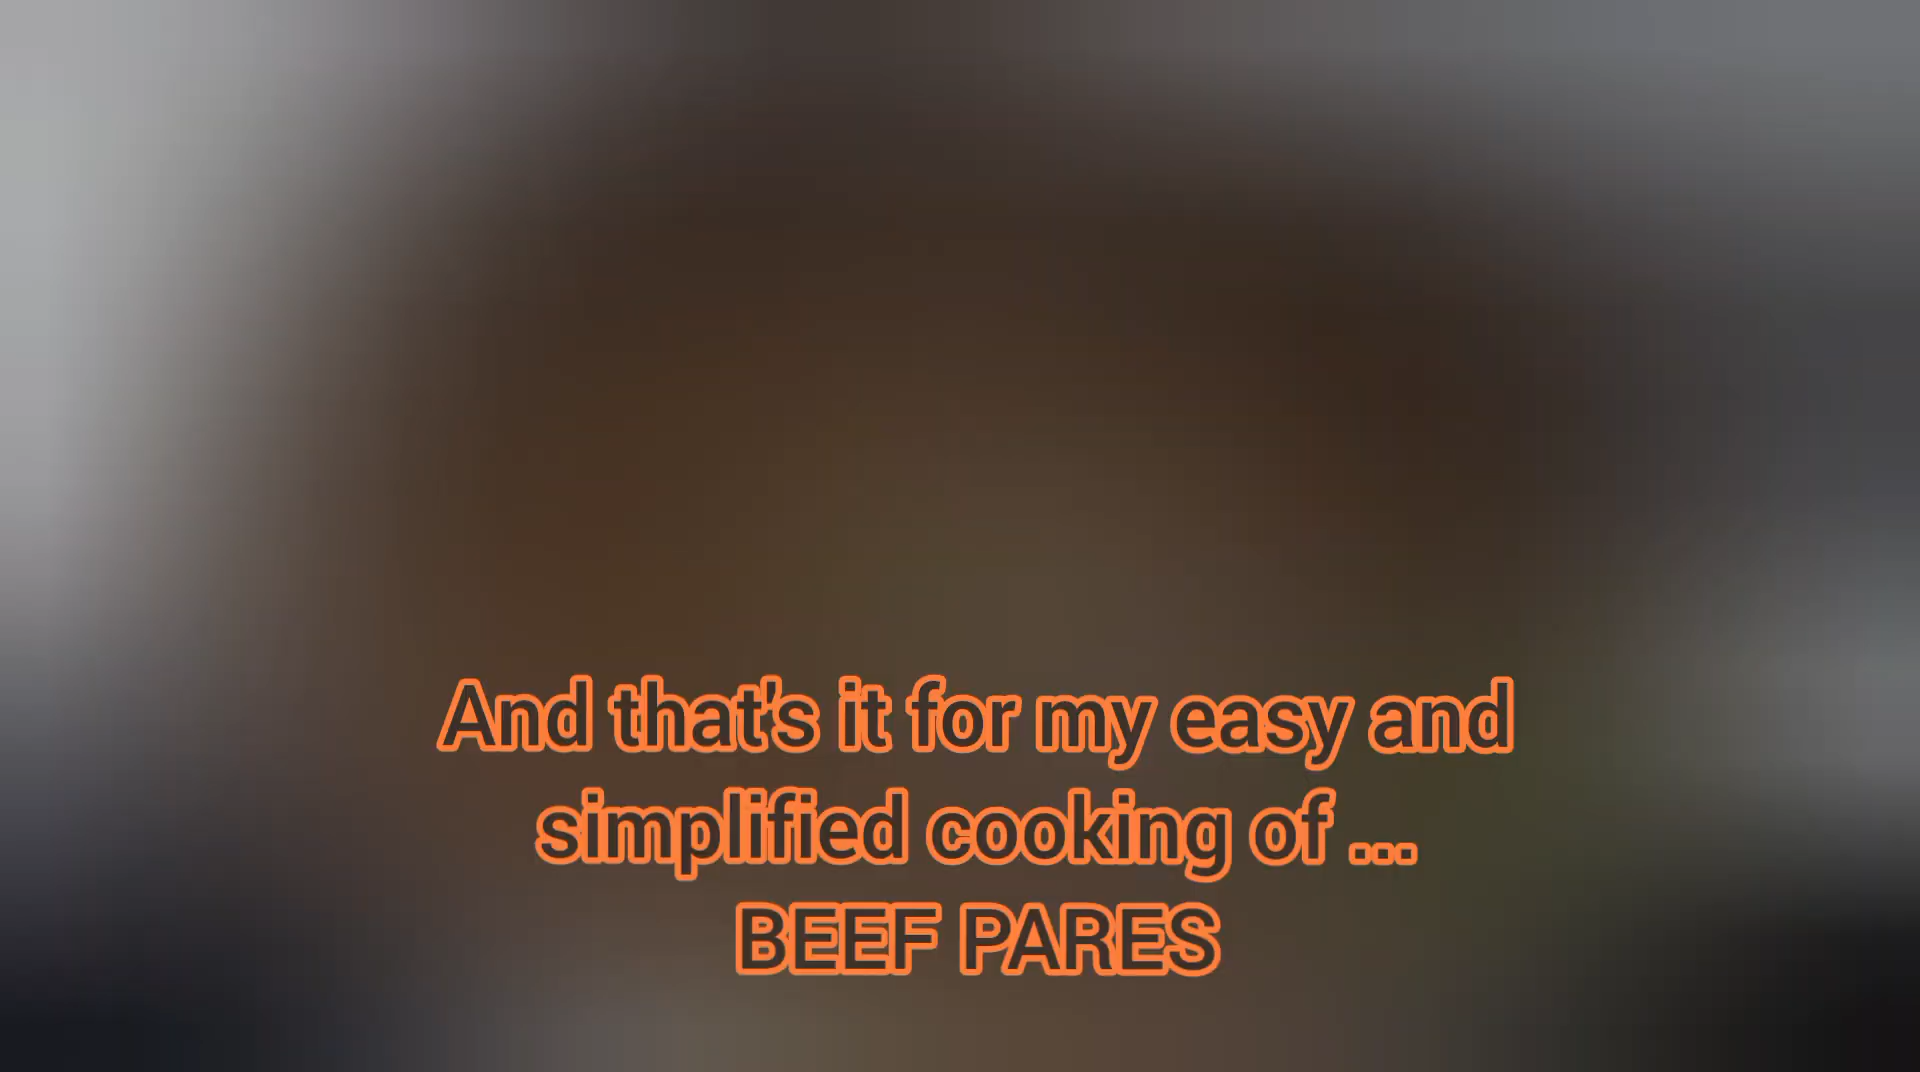 And that's it for my easy and
simplified cooking of ...
BEEF PARES